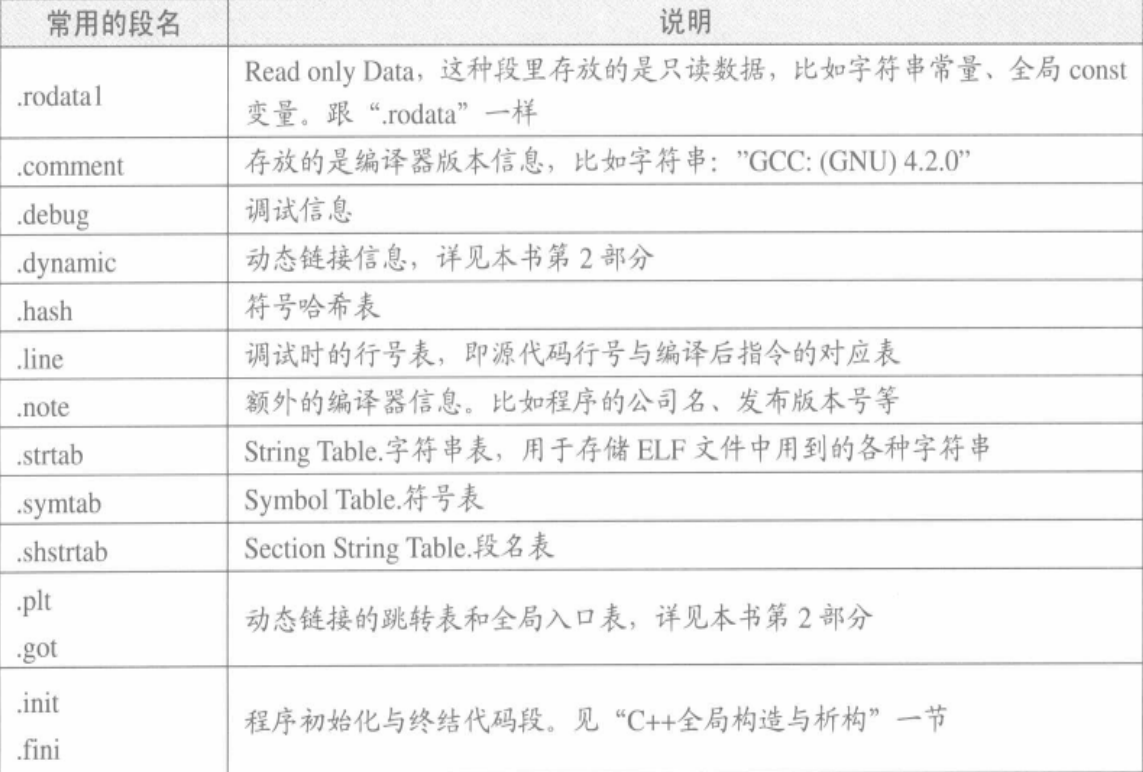 常用的段名 说明
.rodata1 Read only Data，这种段里存放的是只读数据，比如字符串常量、全局 const
变量。跟“.rodata”一样
.comment 存放的是编译器版本信息，比如字符串：”GCC: (GNU) 4.2.0”
.debug 调试信息
.dynamic 动态链接信息，详见本书第 2 部分
.hash 符号哈希表
.line 调试时的行号表，即源代码行号与编译后指令的对应表
.note 额外的编译器信息。比如程序的公司名、发布版本号等
.strtab String Table.字符串表，用于存储 ELF 文件中用到的各种字符串
.symtab Symbol Table.符号表
.shstrtab Section String Table.段名表
.plt
.got
动态链接的跳转表和全局入口表，详见本书第 2 部分
.init
.fini
程序初始化与终结代码段。见“C++全局构造与析构”一节